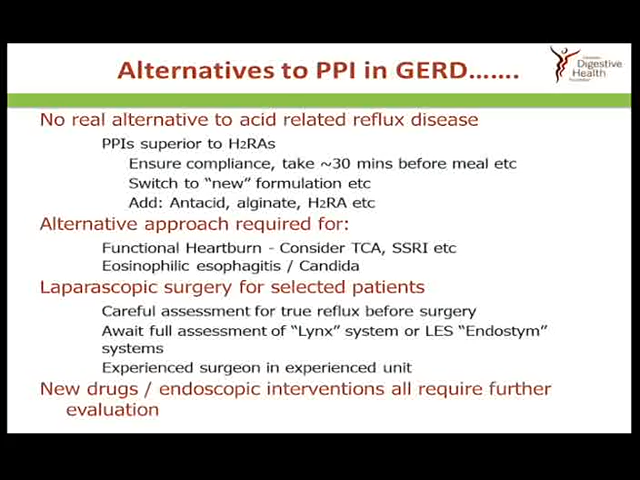 Alternatives to PPI in GERD…….
Digestive
Health
No real alternative to acid related reflux disease
PPIs superior to H2RAs
Ensure compliance, take ~30 mins before meal etc
Switch to “new” formulation etc
Add: Antacid, alginate, H2RA etc
Alternative approach required for:
Functional Heartburn - Consider TCA, SSRI etc
Eosinophilic esophagitis / Candida
Laparascopic surgery for selected patients
Careful assessment for true reflux before surgery
Await full assessment of “Lynx” system or LES “Endostym”
systems
Experienced surgeon in experienced unit
New drugs / endoscopic interventions all require further
evaluation